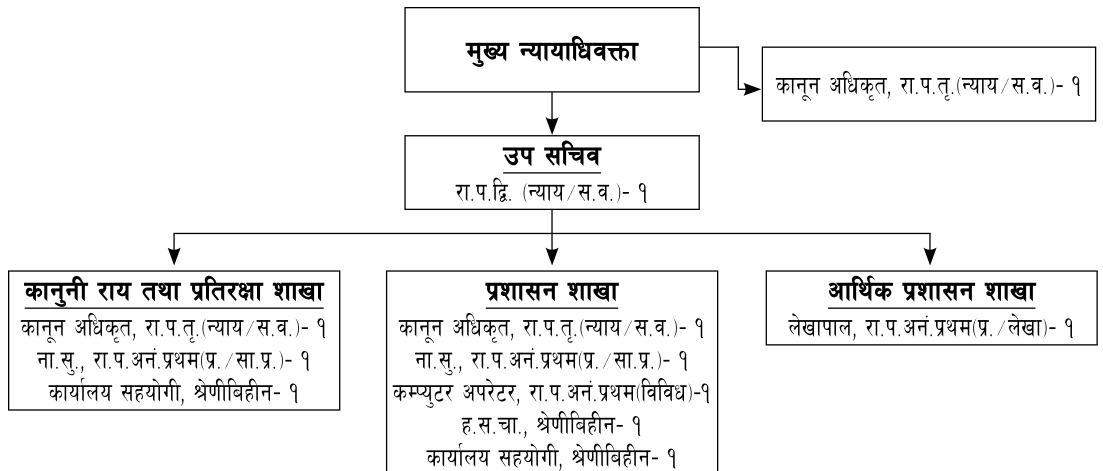 मुख्य न्यायाधिवक्ता
कानून अधिकृत, रा.प.तृ.(न्याय/स.व.)- १
उप सचिव
रा.प.द्वि. (न्याय/स.व.)- १
कानुनी राय तथा प्रतिरक्षा शाखा
कानून अधिकृत, रा.प.तृ.(न्याय/स.व.)- १
ना.सु., रा.प.अनं.प्रथम(प्र./सा.प्र.)- १
कार्यालय सहयोगी, श्रेणीबिहीन- १
प्रशासन शाखा
कानून अधिकृत, रा.प.तृ.(न्याय/स.व.)- १
ना.सु., रा.प.अनं.प्रथम(प्र./सा.प्र.)- १
कम्प्युटर अपरेटर, रा.प.अनं.प्रथम(विविध)-१
ह.स.चा., श्रेणीबिहीन- १
कार्यालय सहयोगी, श्रेणीबिहीन- १
आर्थिक प्रशासन शाखा
लेखापाल, रा.प.अनं.प्रथम(प्र./लेखा)- १